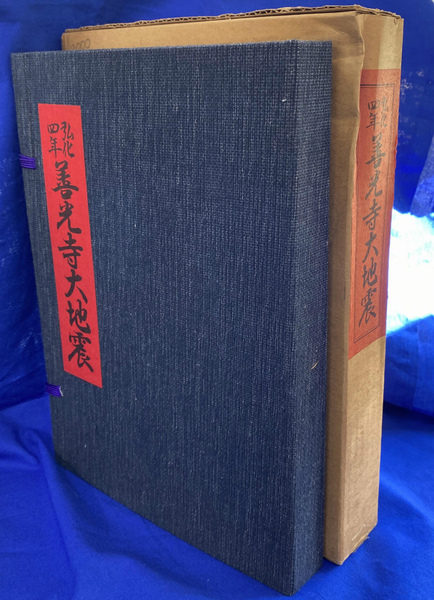 弘化
四年
善光寺大地震
弘化
四年
善光寺大地震